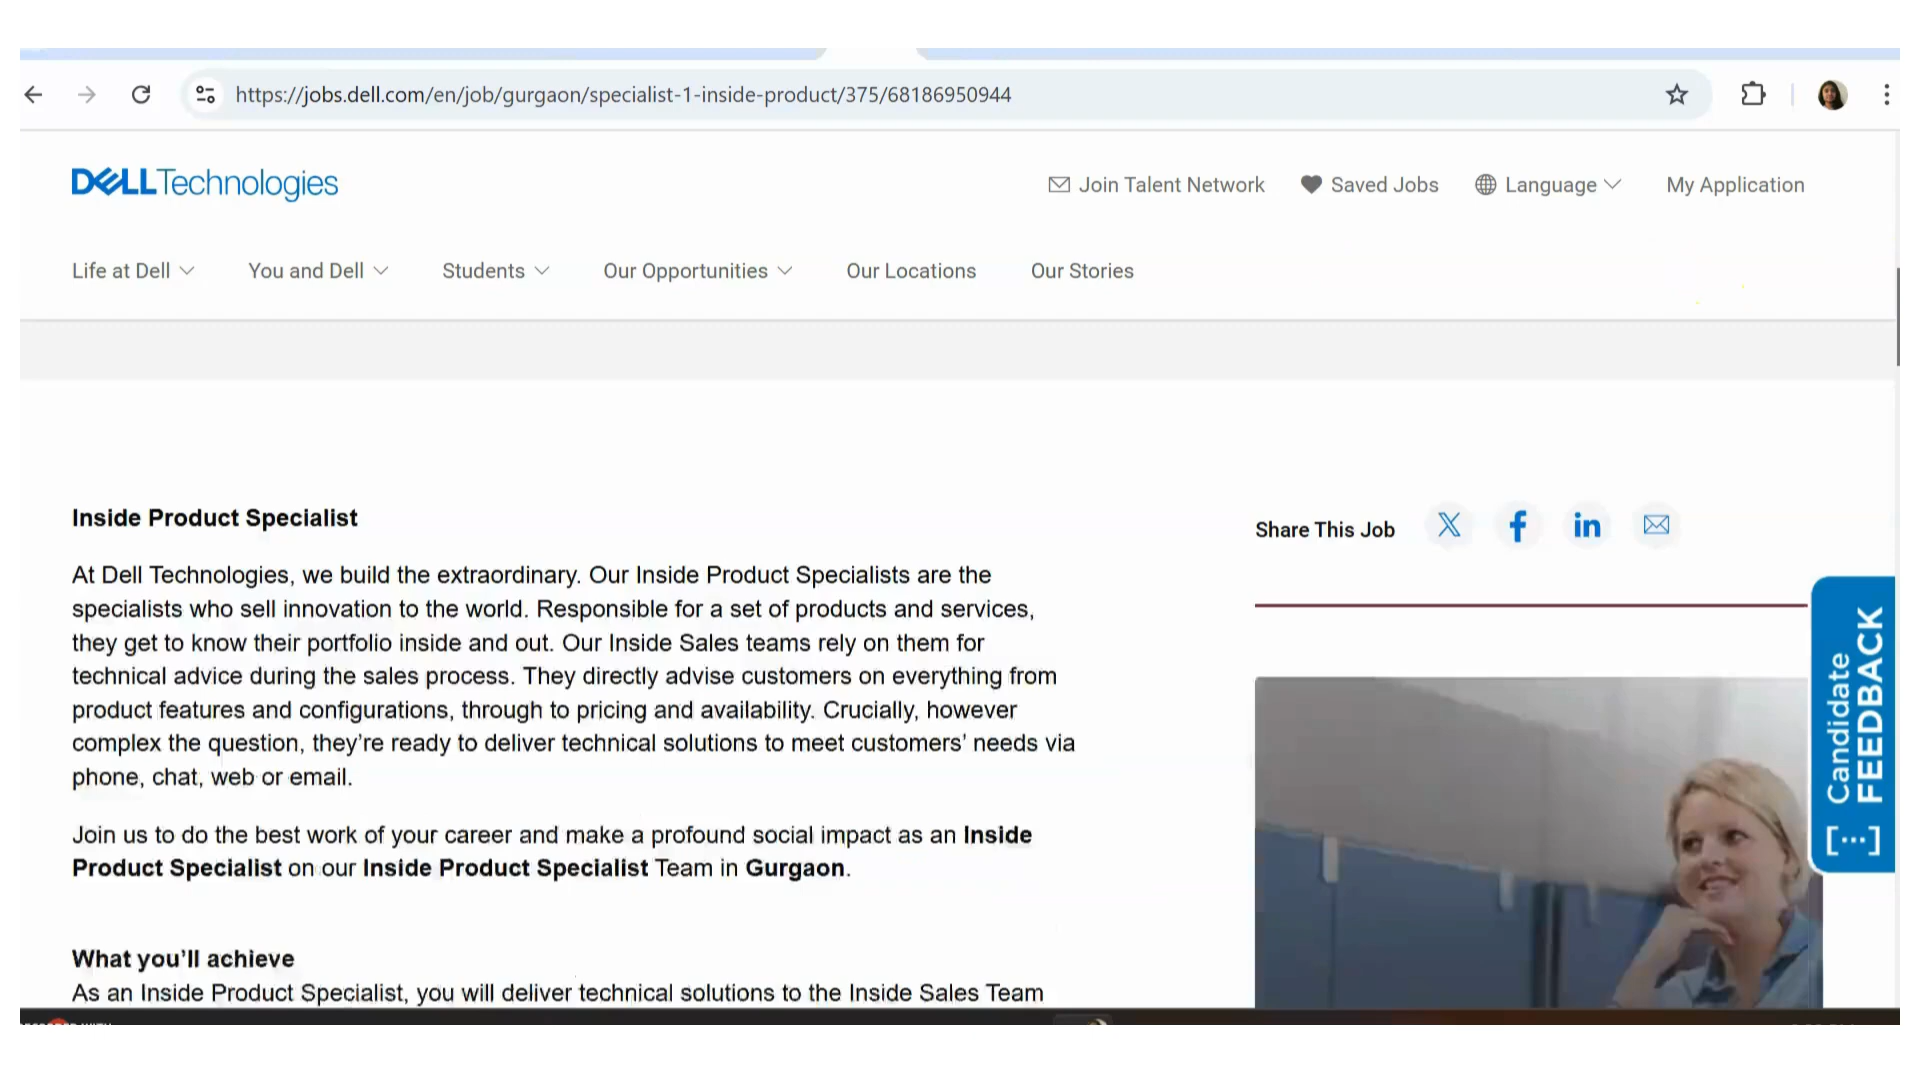 https://jobs.dell.com/en/job/gurgaon/specialist-1-inside-product/375/68186950944
DELLTechnologies
Join Talent Network
Saved Jobs
Language
My Application
Life at Dell
You and Dell
Students
Our Opportunities
Our Locations
Our Stories
Inside Product Specialist
At Dell Technologies, we build the extraordinary. Our Inside Product Specialists are the
specialists who sell innovation to the world. Responsible for a set of products and services,
they get to know their portfolio inside and out. Our Inside Sales teams rely on them for
technical advice during the sales process. They directly advise customers on everything from
product features and configurations, through to pricing and availability. Crucially, however
complex the question, they’re ready to deliver technical solutions to meet customers’ needs via
phone, chat, web or email.
Join us to do the best work of your career and make a profound social impact as an Inside
Product Specialist on our Inside Product Specialist Team in Gurgaon.
What you’ll achieve
As an Inside Product Specialist, you will deliver technical solutions to the Inside Sales Team
Share This Job
Candidate
FEEDBACK